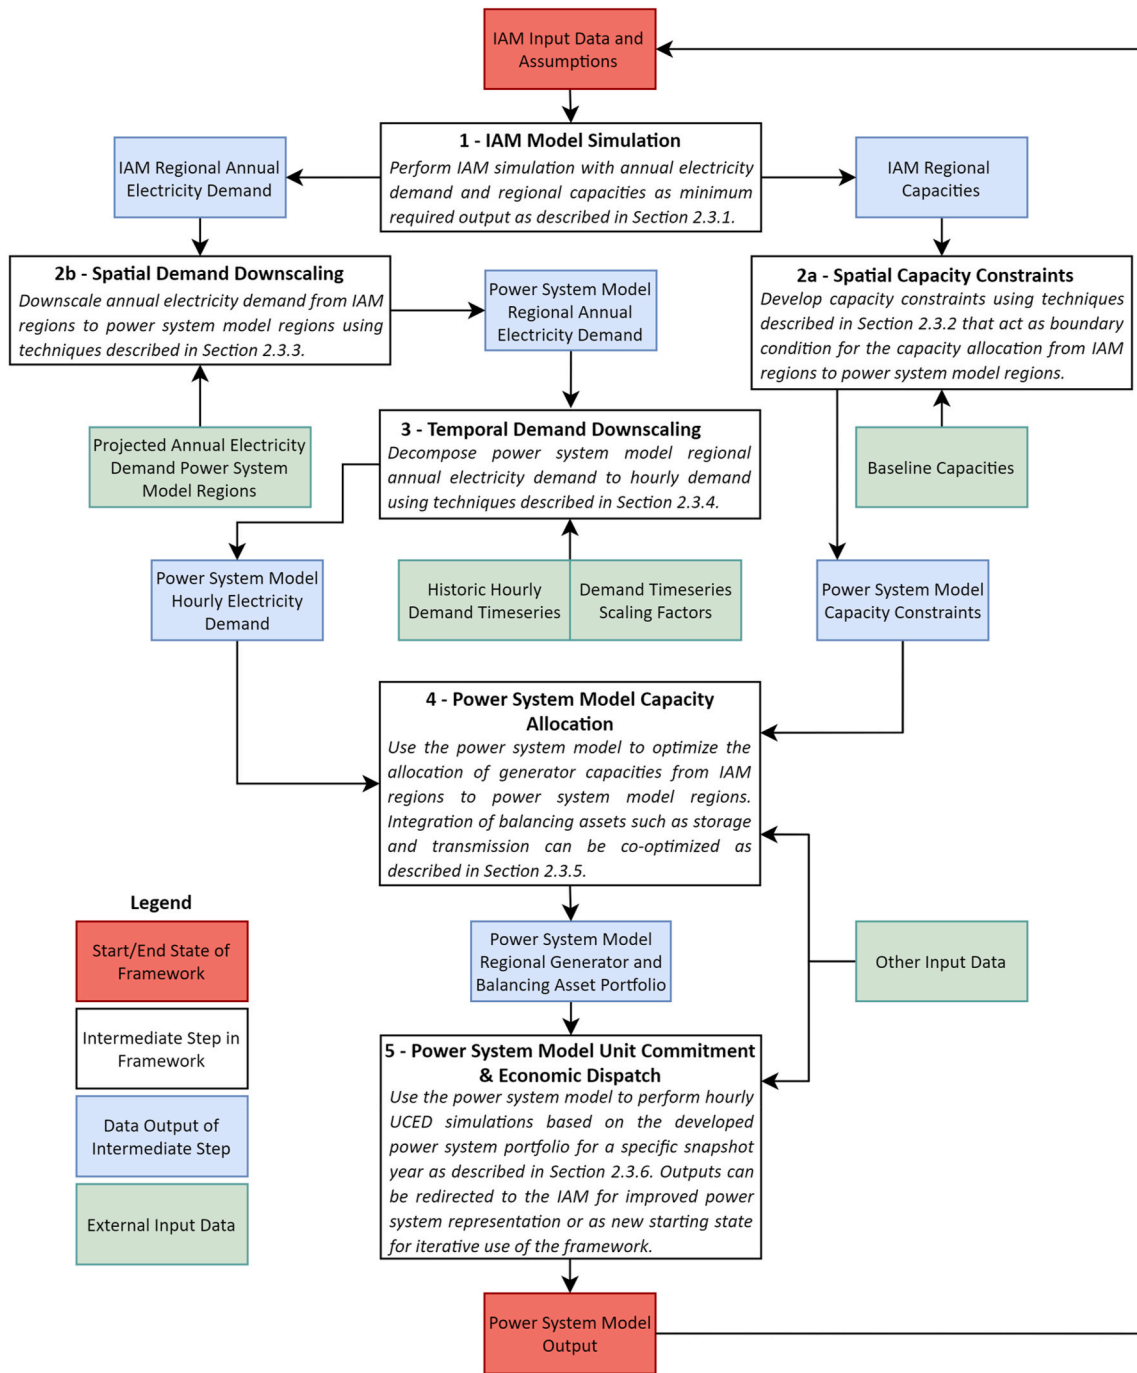 IAM Input Data and
Assumptions
1 - IAM Model Simulation
Perform IAM simulation with annual electricity
demand and regional capacities as minimum
required output as described in Section 2.3.1.
IAM Regional Annual
Electricity Demand
IAM Regional
Capacities
2b - Spatial Demand Downscaling
Downscale annual electricity demand from IAM
regions to power system model regions using
techniques described in Section 2.3.3.
Power System Model
Regional Annual
Electricity Demand
2a - Spatial Capacity Constraints
Develop capacity constraints using techniques
described in Section 2.3.2 that act as boundary
condition for the capacity allocation from IAM
regions to power system model regions.
Projected Annual Electricity
Demand Power System
Model Regions
3 - Temporal Demand Downscaling
Decompose power system model regional
annual electricity demand to hourly demand
using techniques described in Section 2.3.4.
Baseline Capacities
Power System Model
Hourly Electricity
Demand
Historic Hourly
Demand Timeseries
Demand Timeseries
Scaling Factors
Power System Model
Capacity Constraints
4 - Power System Model Capacity
Allocation
Use the power system model to optimize the
allocation of generator capacities from IAM
regions to power system model regions.
Integration of balancing assets such as storage
and transmission can be co-optimized as
described in Section 2.3.5.
Legend
Start/End State of
Framework
Intermediate Step in
Framework
Data Output of
Intermediate Step
External Input Data
Power System Model
Regional Generator and
Balancing Asset Portfolio
Other Input Data
5 - Power System Model Unit Commitment
& Economic Dispatch
Use the power system model to perform hourly
UCED simulations based on the developed
power system portfolio for a specific snapshot
year as described in Section 2.3.6. Outputs can
be redirected to the IAM for improved power
system representation or as new starting state
for iterative use of the framework.
Power System Model
Output